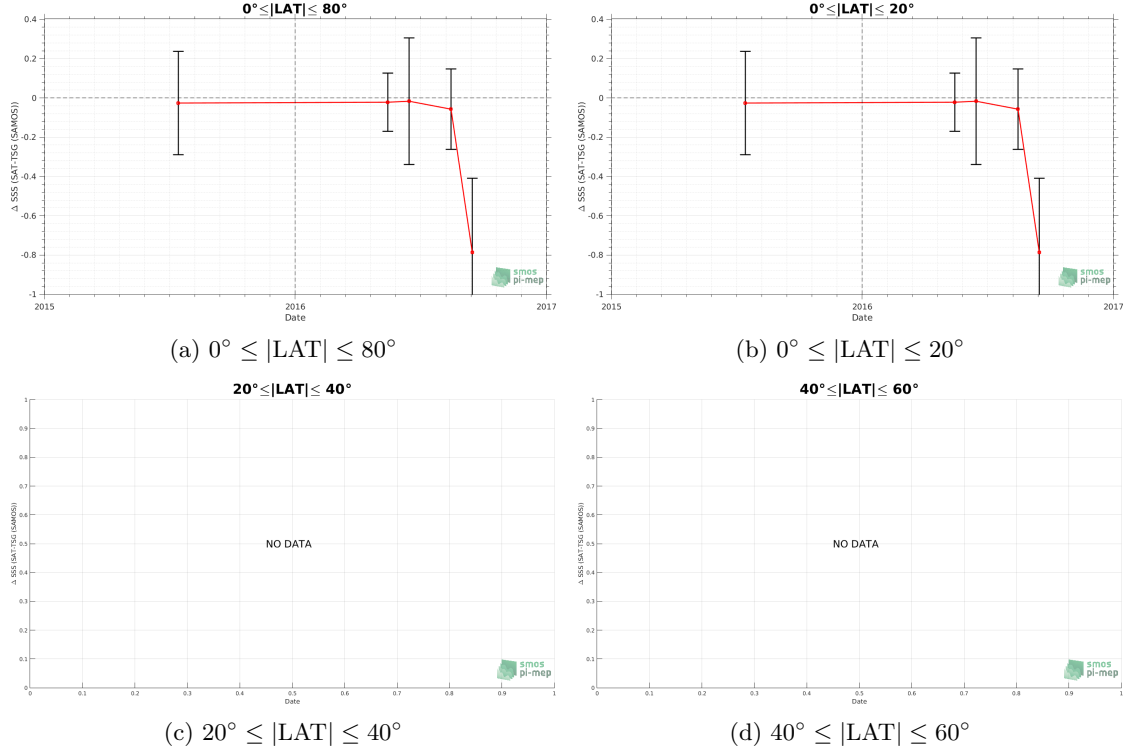 0°≤|LAT|≤ 80°
0.4
0.2
0
-0.2
-0.4
-0.6
-0.8
-1
Δ SSS (SAT-TSG (SAMOS))
2015
2016
2017
Date
smos
pi-mep
(a) 0° ≤ |LAT| ≤ 80°
0°≤|LAT|≤ 20°
0.4
0.2
0
-0.2
-0.4
-0.6
-0.8
-1
Δ SSS (SAT-TSG (SAMOS))
2015
2016
2017
Date
smos
pi-mep
(b) 0° ≤ |LAT| ≤ 20°
20°≤|LAT|≤ 40°
1
0.9
0.8
0.7
0.6
0.5
0.4
0.3
0.2
0.1
0
Δ SSS (SAT-TSG (SAMOS))
NO DATA
0 0.1 0.2 0.3 0.4 0.5 0.6 0.7 0.8 0.9 1
Date
smos
pi-mep
(c) 20° ≤ |LAT| ≤ 40°
40°≤|LAT|≤ 60°
1
0.9
0.8
0.7
0.6
0.5
0.4
0.3
0.2
0.1
0
Δ SSS (SAT-TSG (SAMOS))
NO DATA
0 0.1 0.2 0.3 0.4 0.5 0.6 0.7 0.8 0.9 1
Date
smos
pi-mep
(d) 40° ≤ |LAT| ≤ 60°